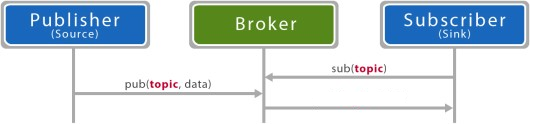 Publisher
(Source)
Broker
Subscriber
(Sink)
sub(topic)
pub(topic, data)